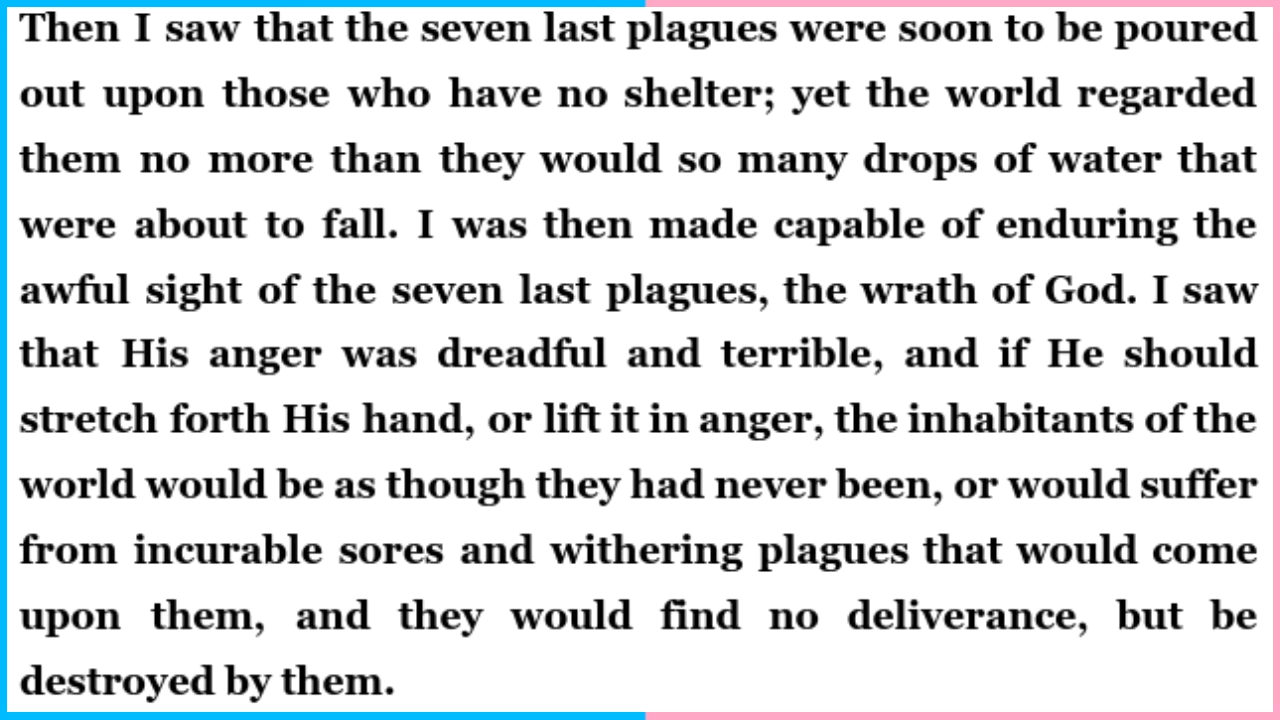 Then I saw that the seven last plagues were soon to be poured
out upon those who have no shelter; yet the world regarded
them no more than they would so many drops of water that
were about to fall. I was then made capable of enduring the
awful sight of the seven last plagues, the wrath of God. I saw
that His anger was dreadful and terrible, and if He should
stretch forth His hand, or lift it in anger, the inhabitants of the
world would be as though they had never been, or would suffer
from incurable sores and withering plagues that would come
upon them, and they would find no deliverance, but be
destroyed by them.